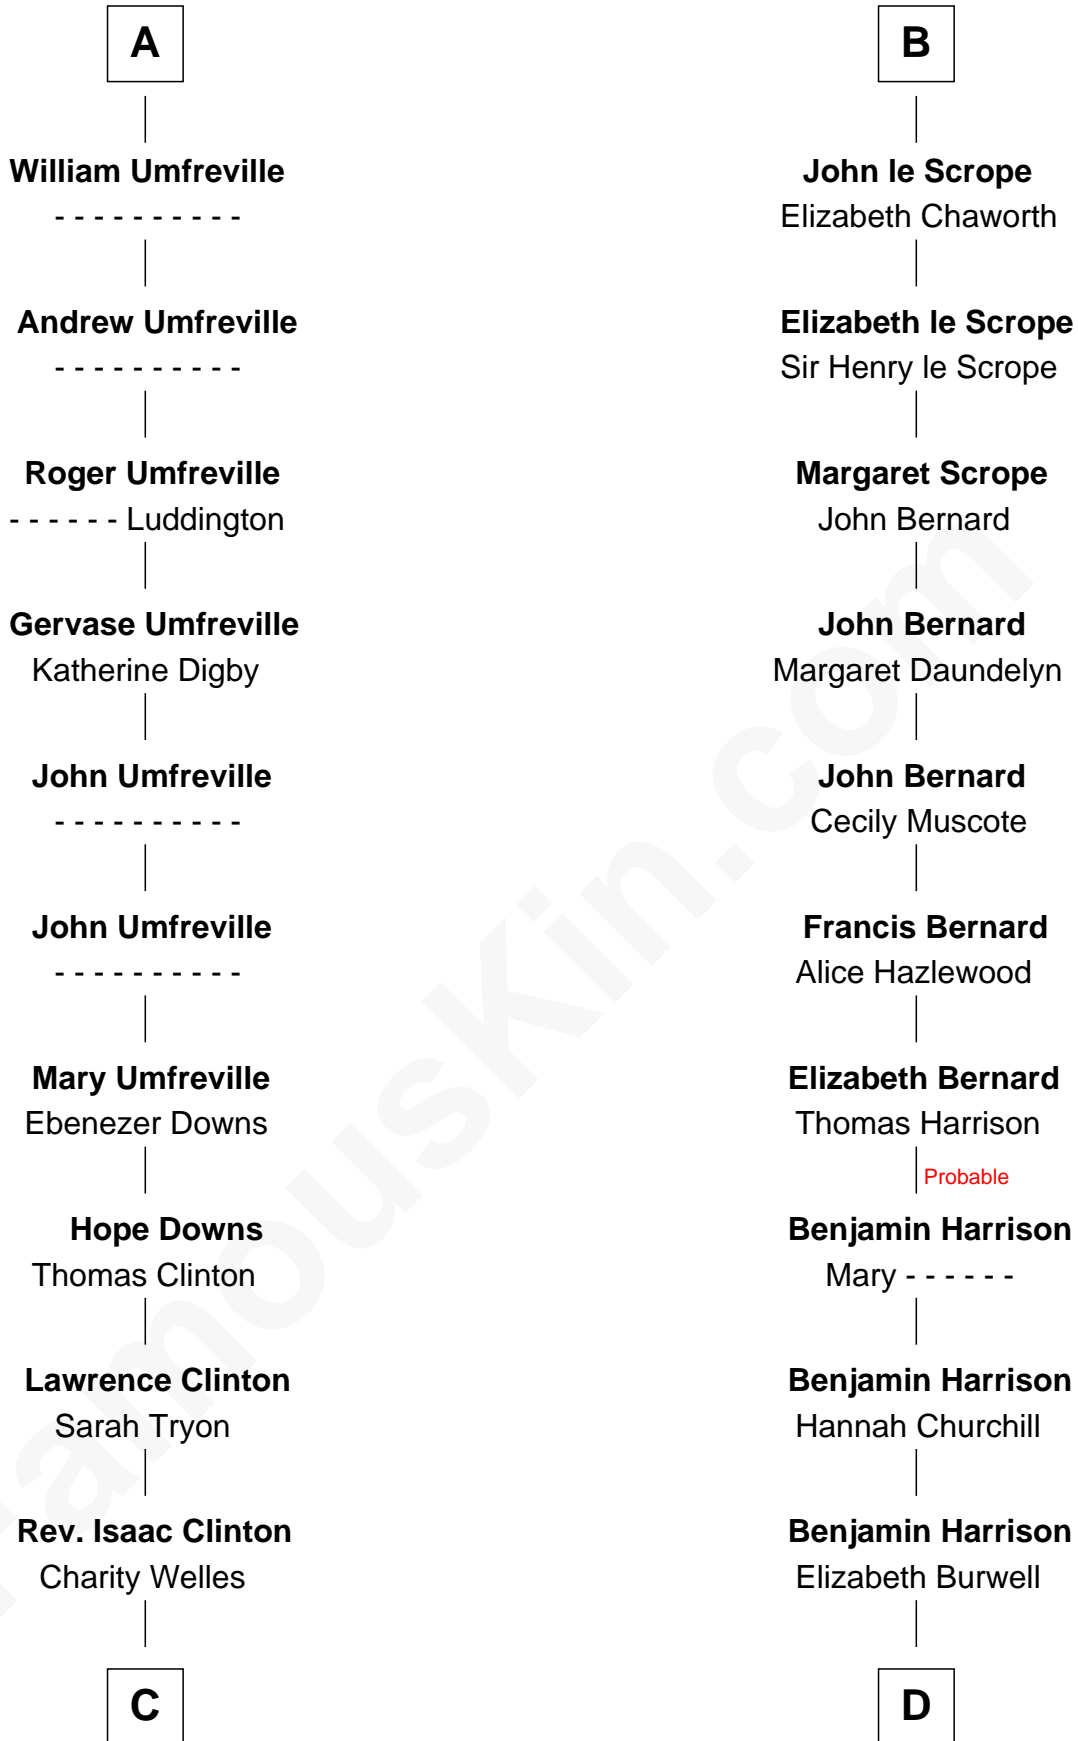 A
William Umfreville
- - - - - - - - - -
Andrew Umfreville
- - - - - - - - - -
Roger Umfreville
- - - - - - Luddington
Gervase Umfreville
Katherine Digby
John Umfreville
- - - - - - - - - -
John Umfreville
- - - - - - - - - -
Mary Umfreville
Ebenezer Downs
Hope Downs
Thomas Clinton
Lawrence Clinton
Sarah Tryon
Rev. Isaac Clinton
Charity Welles
C
B
John le Scrope
Elizabeth Chaworth
Elizabeth le Scrope
Sir Henry le Scrope
Margaret Scrope
John Bernard
John Bernard
Margaret Daundelyn
John Bernard
Cecily Muscote
Francis Bernard
Alice Hazlewood
Elizabeth Bernard
Thomas Harrison
Probable
Benjamin Harrison
Mary - - - - - -
Benjamin Harrison
Hannah Churchill
Benjamin Harrison
Elizabeth Burwell
D
FamousKin.com